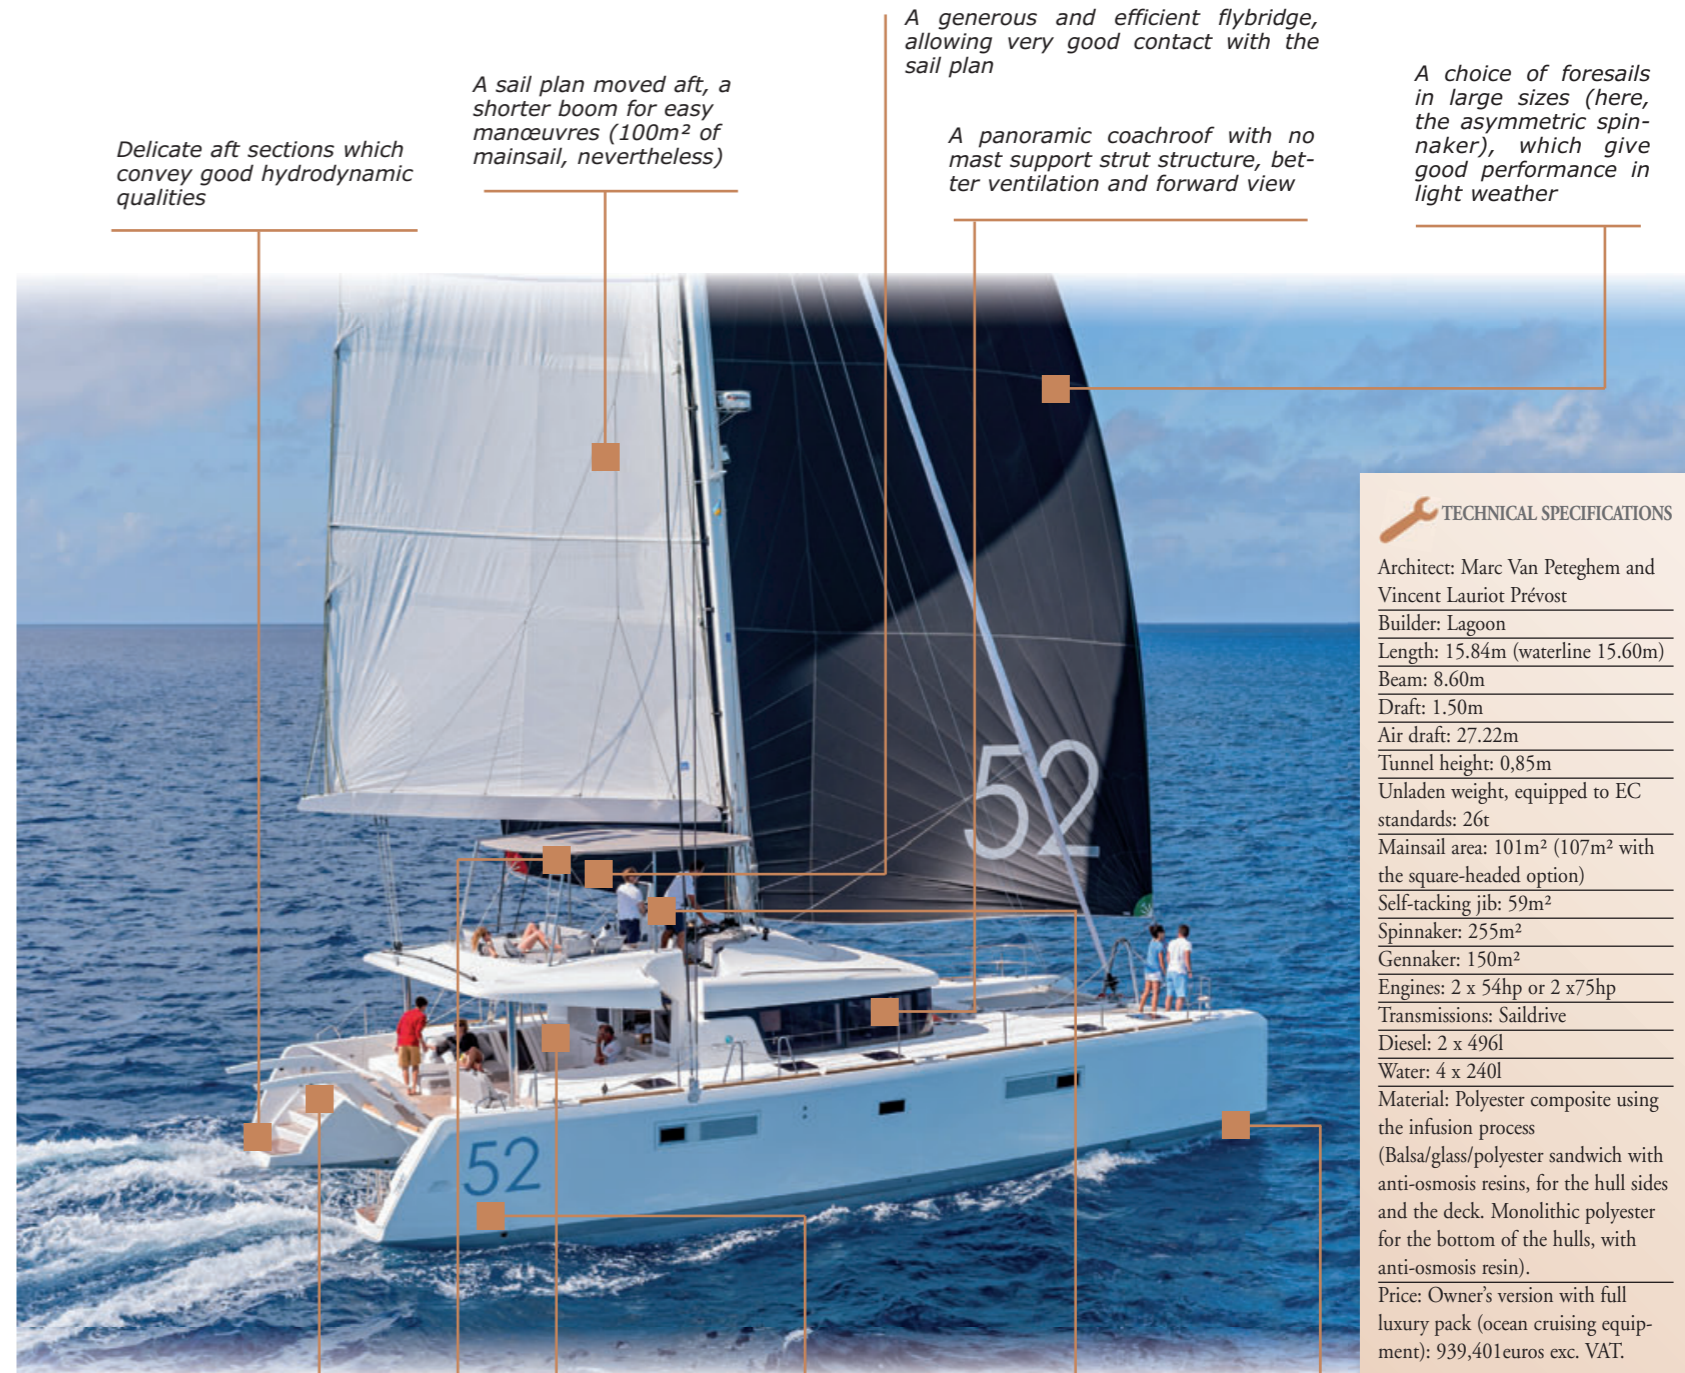 A generous and efficient flybridge,
allowing very good contact with the
sail plan
A sail plan moved aft, a
shorter boom for easy
manœuvres (100m² of
mainsail, nevertheless)
A choice of foresails
in large sizes (here,
the asymmetric spin-
naker), which give
good performance in
light weather
Delicate aft sections which
convey good hydrodynamic
qualities
A panoramic coachroof with no
mast support strut structure, bet-
ter ventilation and forward view
52
52
TECHNICAL SPECIFICATIONS
Architect: Marc Van Peteghem and
Vincent Lauriot Prévost
Builder: Lagoon
Length: 15.84m (waterline 15.60m)
Beam: 8.60m
Draft: 1.50m
Air draft: 27.22m
Tunnel height: 0,85m
Unladen weight, equipped to EC
standards: 26t
Mainsail area: 101m² (107m² with
the square-headed option)
Self-tacking jib: 59m²
Spinnaker: 255m²
Gennaker: 150m²
Engines: 2 x 54hp or 2 x75hp
Transmissions: Saildrive
Diesel: 2 x 496l
Water: 4 x 240l
Material: Polyester composite using
the infusion process
(Balsa/glass/polyester sandwich with
anti-osmosis resins, for the hull sides
and the deck. Monolithic polyester
for the bottom of the hulls, with
anti-osmosis resin).
Price: Owner's version with full
luxury pack (ocean cruising equip-
ment): 939,401euros exc. VAT.